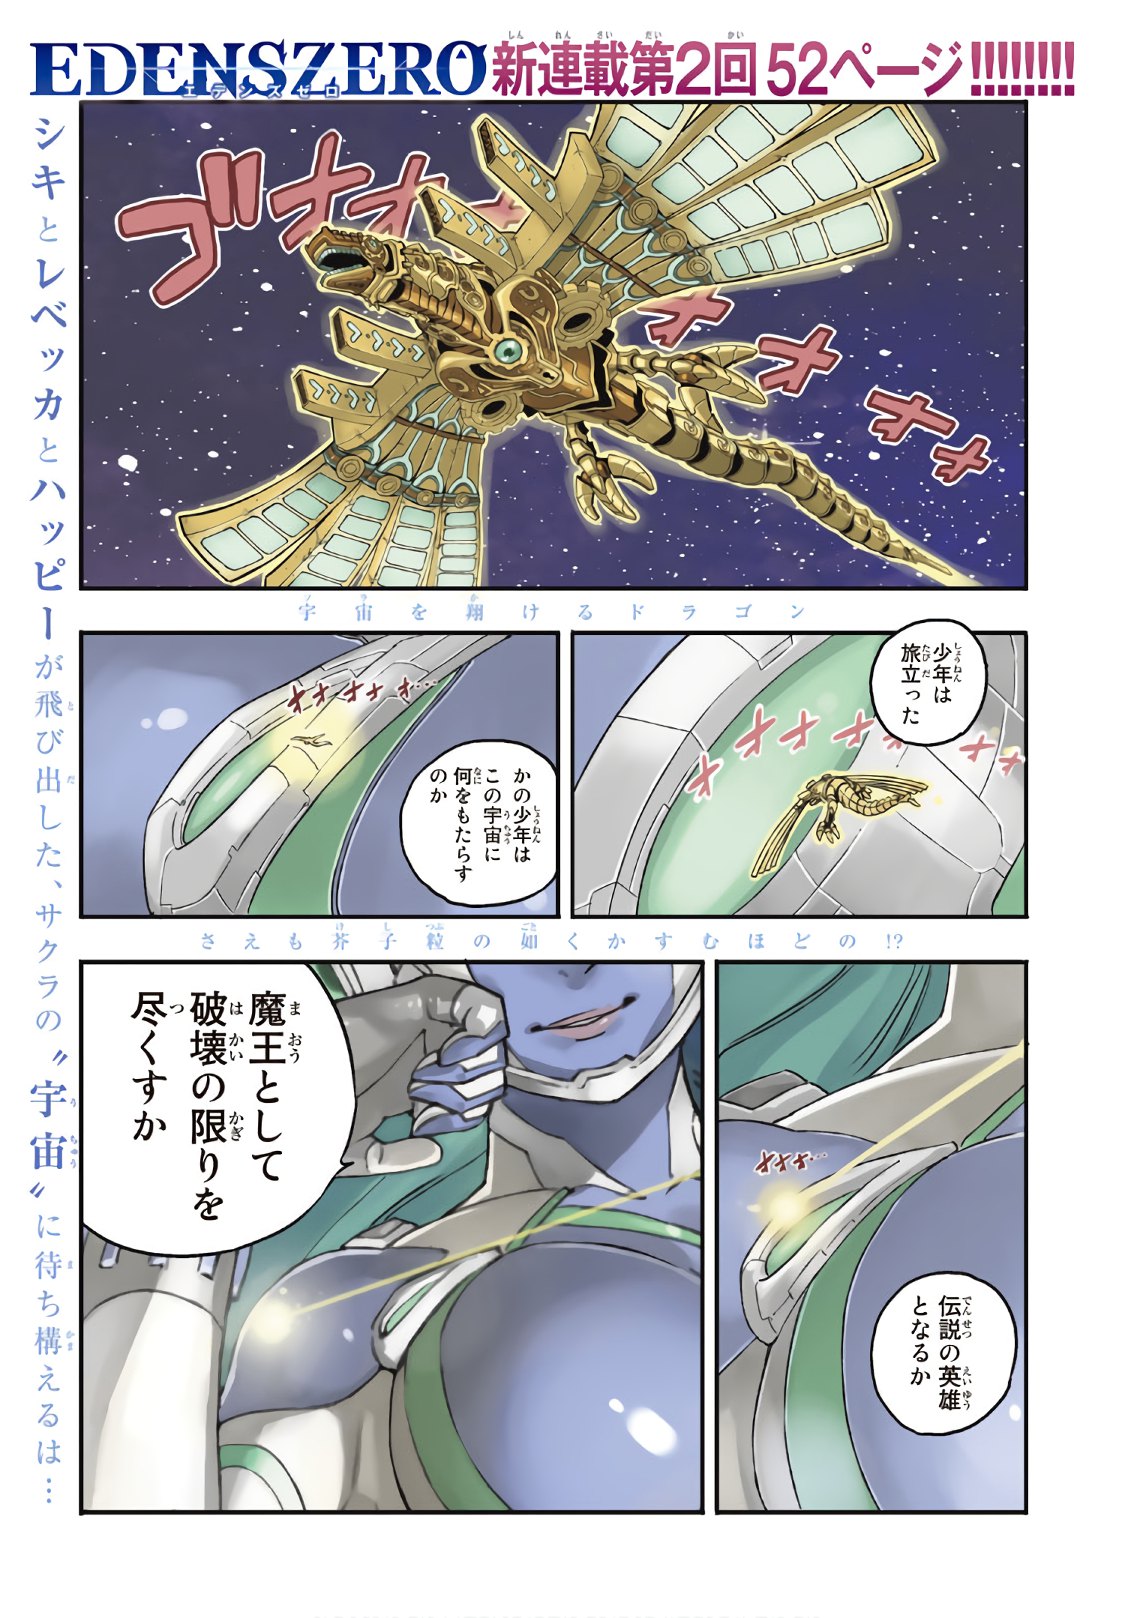 EDENSZERO
エデンズゼロ
新連載第2回 52ページ!!!!!!!!
シキとレベッカとハッピーが飛び出した、サクラの〝宇宙〟に待ち構えるは…
ゴオオオ
オオオオ
宇宙を翔けるドラゴン
少年は
旅立った
オオオオオオ
オオオオオ…
かの少年は
この宇宙に
何をもたらす
のか
さえも芥子粒の如くかすむほどの!?
オオオ…
伝説の英雄
となるか
魔王として
破壊の限りを
尽くすか